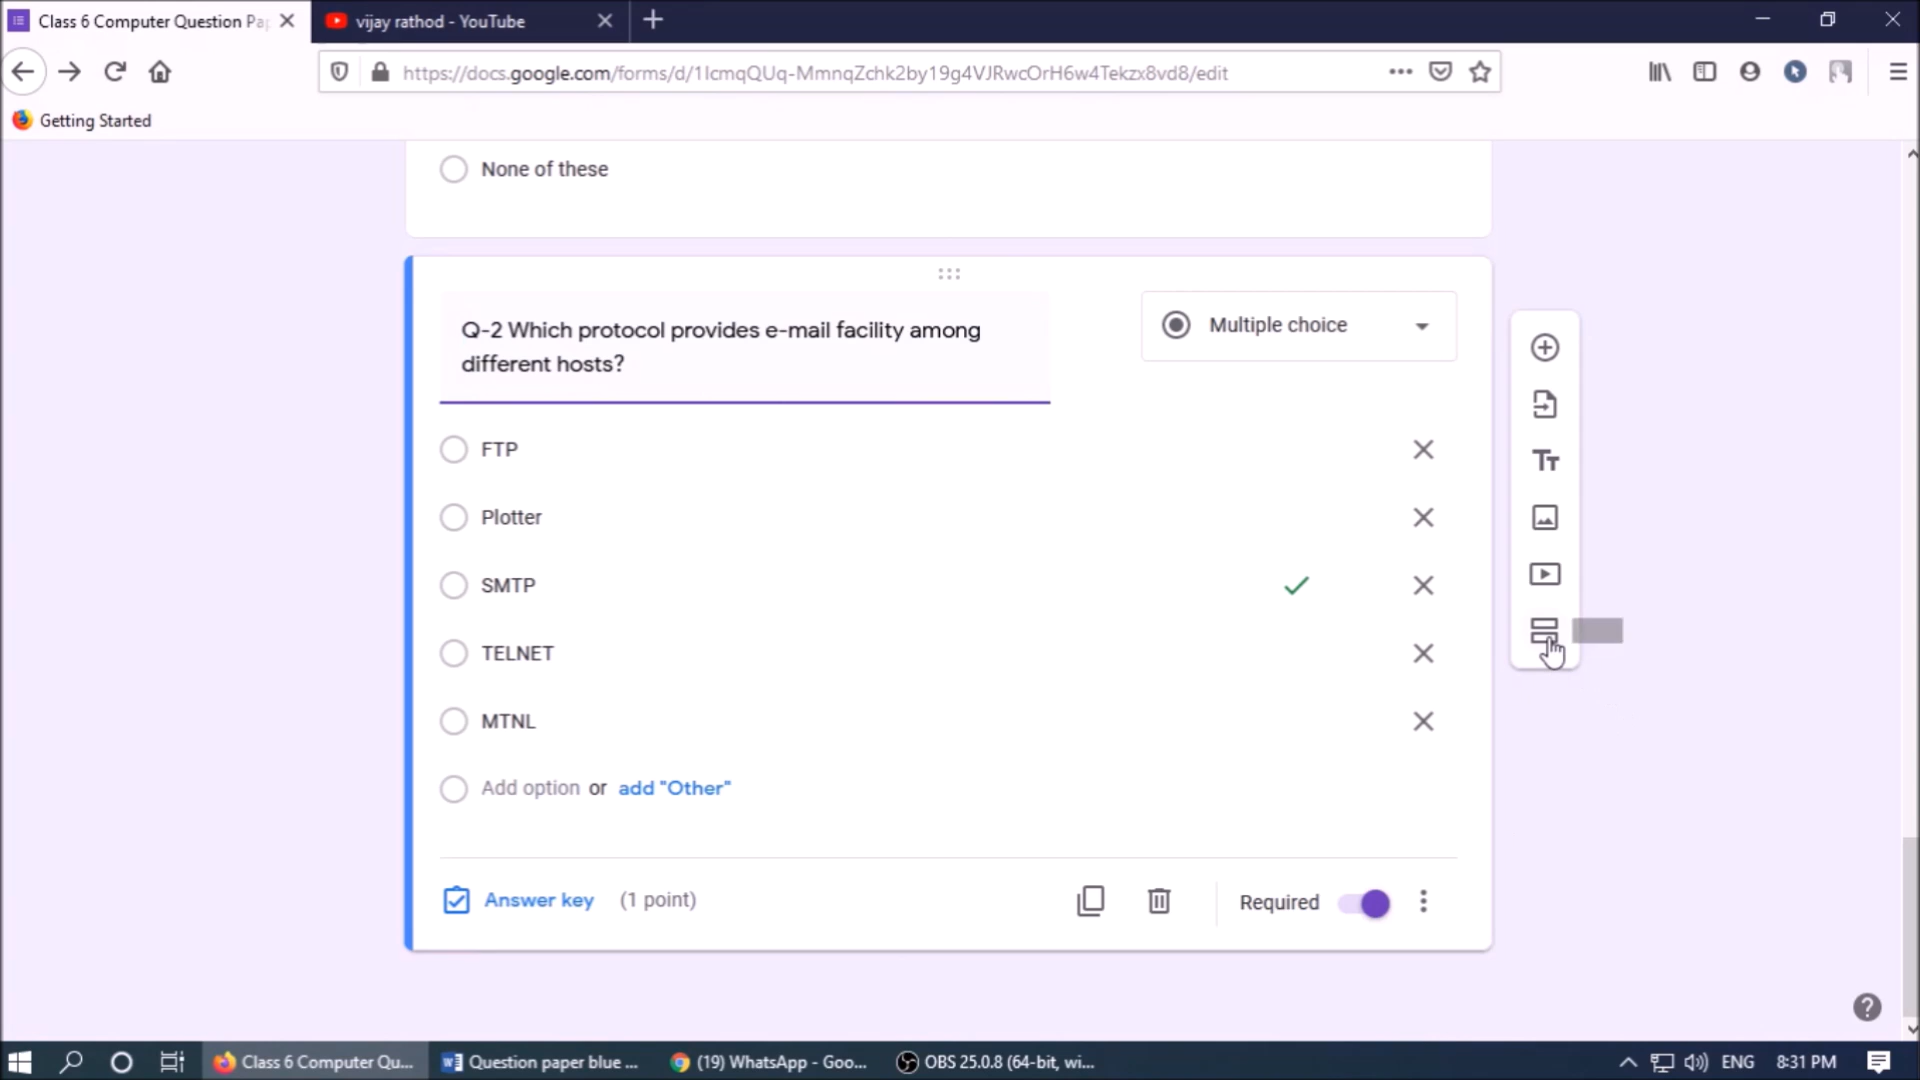 Class 6 Computer Question Pap
vijay rathod - YouTube
https://docs.google.com/forms/d/1IcmqQUq-MmnqZchk2by19g4VJRwcOrH6w4Tekzx8vd8/edit
Getting Started
None of these
Q-2 Which protocol provides e-mail facility among
different hosts?
Multiple choice
FTP
Plotter
SMTP
TELNET
MTNL
Add option or add "Other"
Answer key (1 point)
Required
Class 6 Computer Qu...
Question paper blue ...
(19) WhatsApp - Goo...
OBS 25.0.8 (64-bit, wi...
ENG
8:31 PM